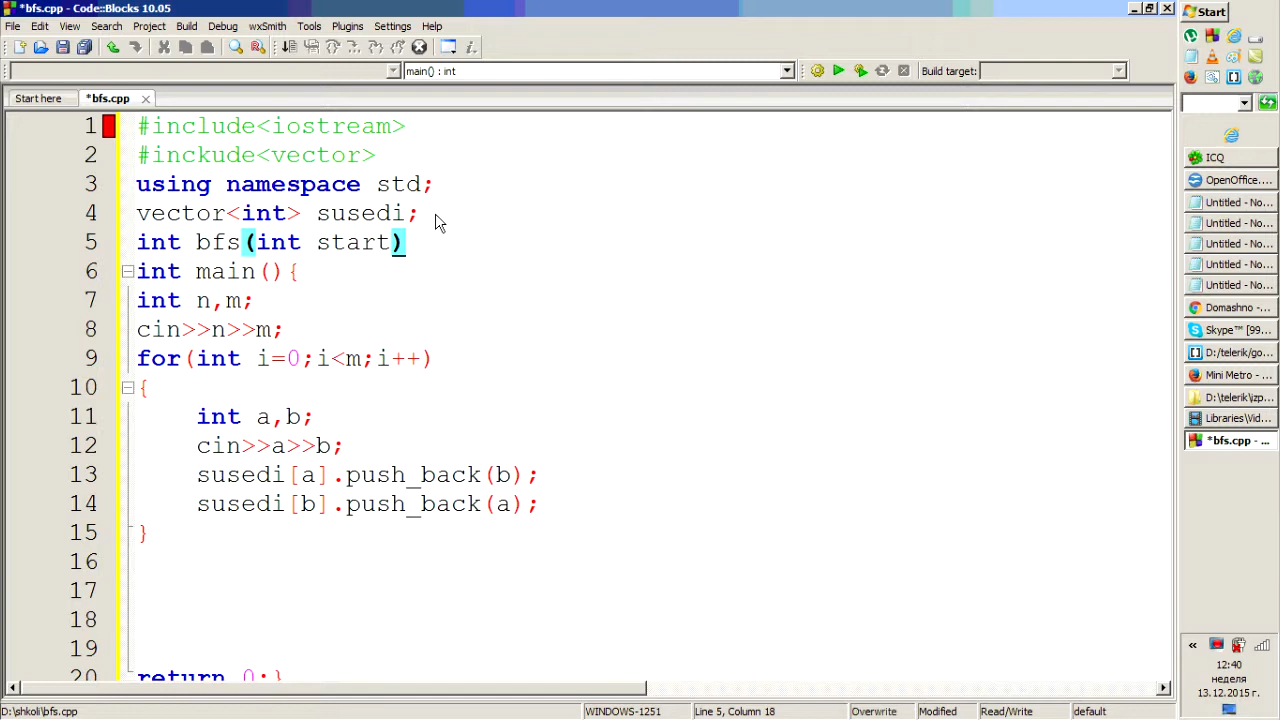 *bfs.cpp - Code::Blocks 10.05
File Edit View Search Project Build Debug wxSmith Tools Plugins Settings Help
main() : int
Build target:
Start here
*bfs.cpp
1 #include<iostream>
2 #inckude<vector>
3 using namespace std;
4 vector<int> susedi;
5 int bfs(int start)
6 int main(){
7 int n,m;
8 cin>>n>>m;
9 for(int i=0;i<m;i++)
10 {
11 int a,b;
12 cin>>a>>b;
13 susedi[a].push_back(b);
14 susedi[b].push_back(a);
15 }
16
17
18
19
20 return 0;}
D:\shkoli\bfs.cpp
WINDOWS-1251
Line 5, Column 18
Overwrite
Modified
Read/Write
default
Start
ICQ
OpenOffice....
Untitled - No...
Untitled - No...
Untitled - No...
Untitled - No...
Untitled - No...
Domashno -...
Skype™ [99...
D:/telerik/go...
Mini Metro - ...
D:\telerik\izp...
Libraries\Vid...
*bfs.cpp - ...
12:40
неделя
13.12.2015 г.